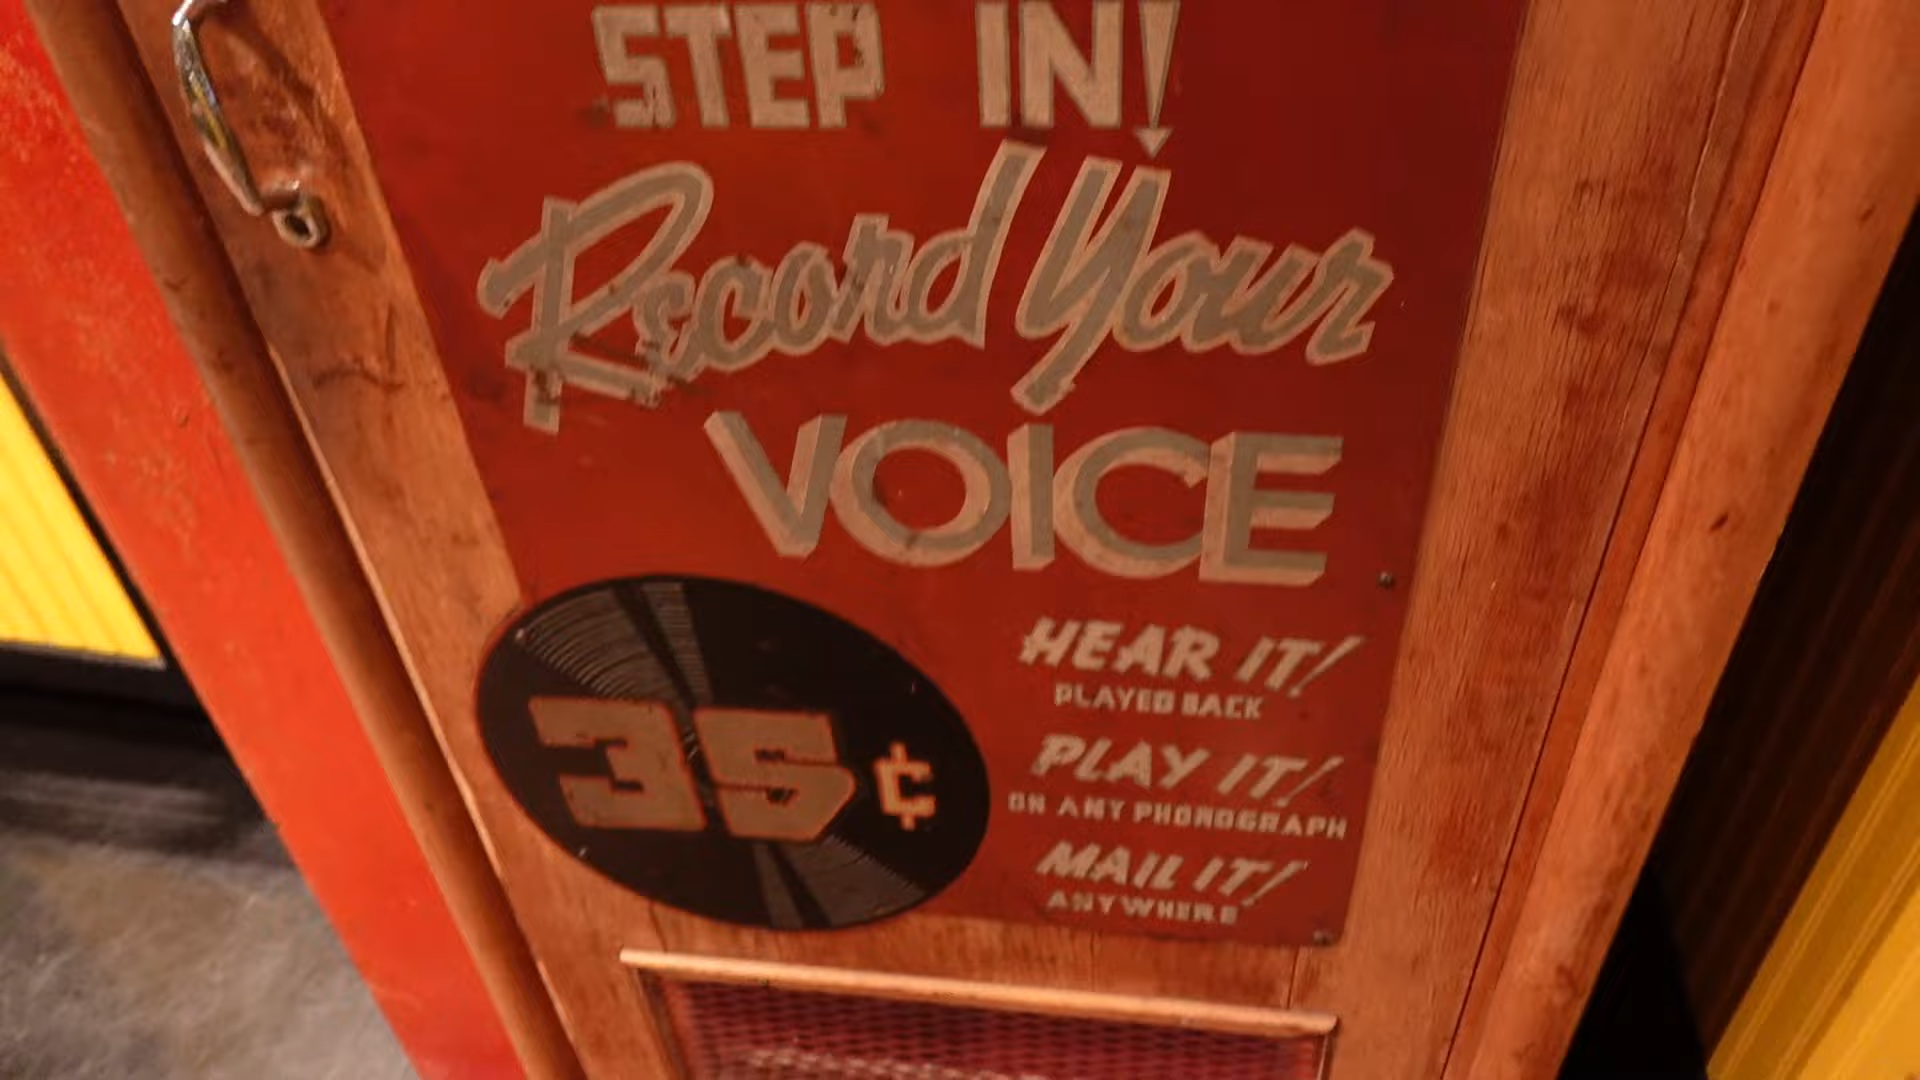 STEP IN!
Record Your
VOICE
35¢
HEAR IT!
PLAYED BACK
PLAY IT!
ON ANY PHONOGRAPH
MAIL IT!
ANYWHERE